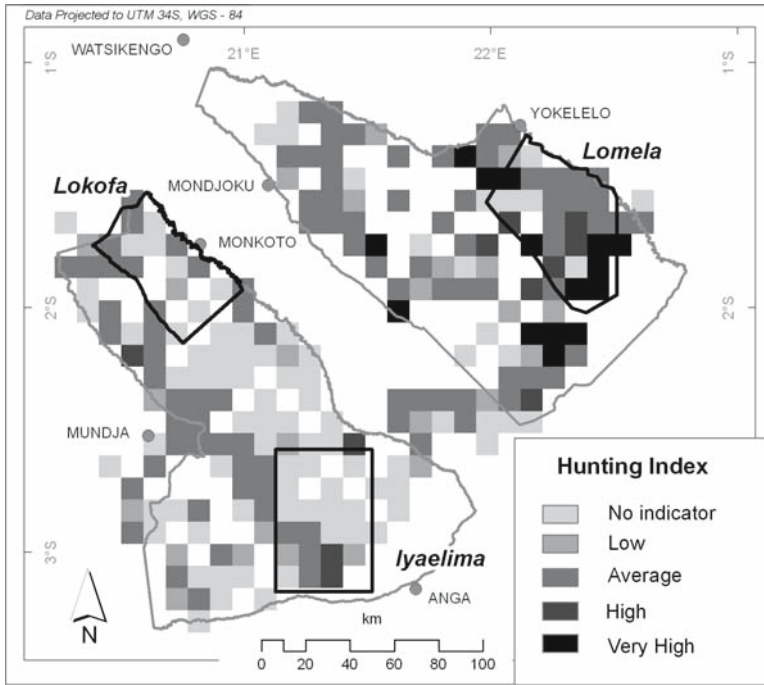 Data Projected to UTM 34S, WGS - 84
WATSIKENGO
21°E
22°E
1°S
1°S
YOKELELO
Lomela
Lokofa
MONDJOKU
MONKOTO
2°S
2°S
MUNDJA
Hunting Index
No indicator
Low
Average
High
Very High
3°S
Iyaelima
ANGA
N
km
0 10 20 40 60 80 100